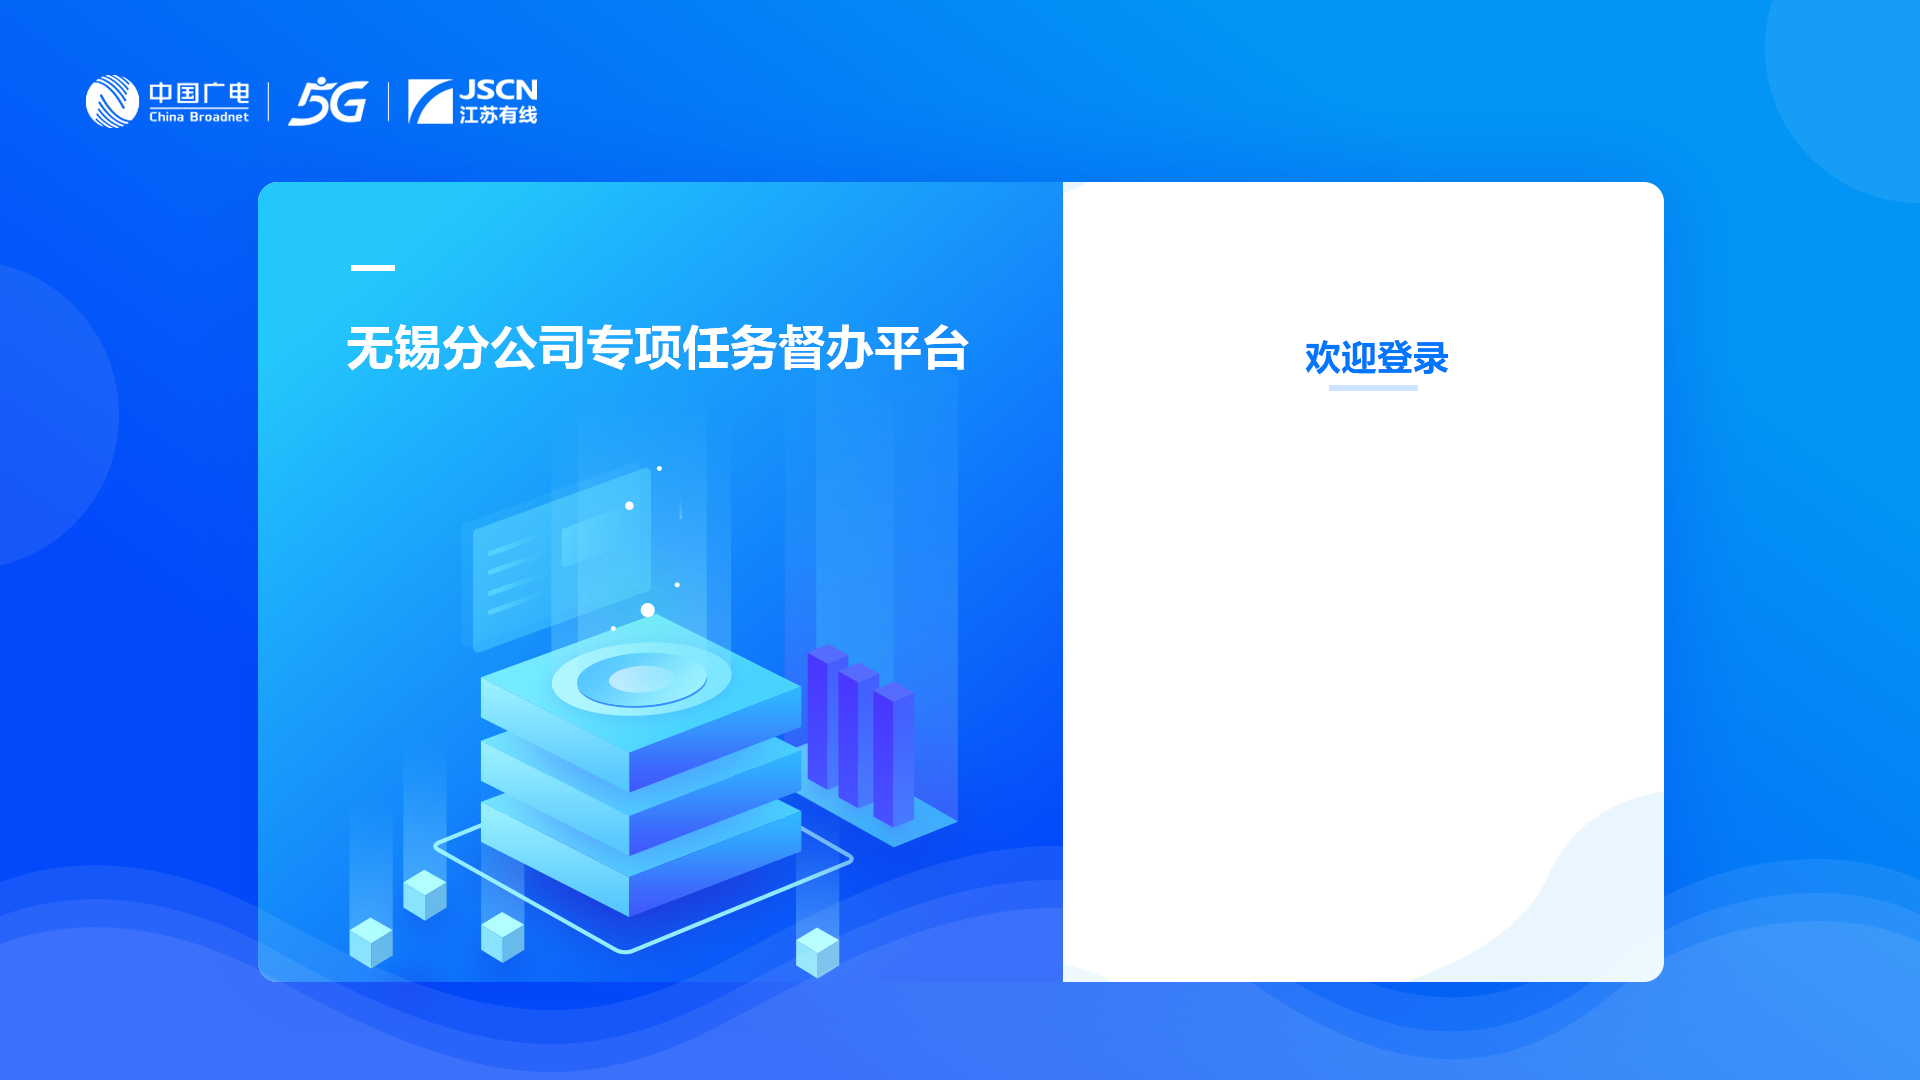 中国广电
China Broadnet
5G
JSCN
江苏有线
无锡分公司专项任务督办平台
欢迎登录